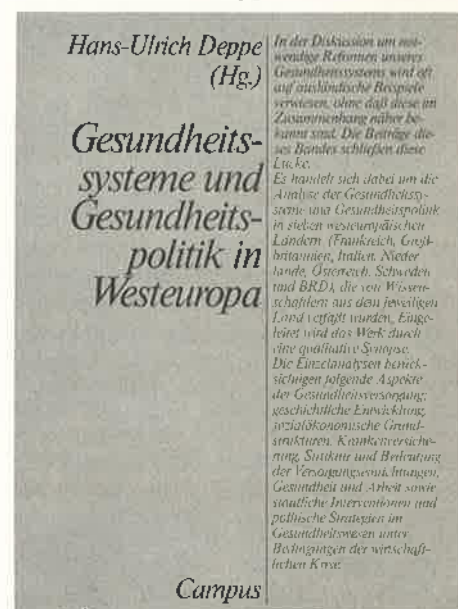 Hans-Ulrich Deppe
(Hg.)
Gesundheits-
systeme und
Gesundheits-
politik in
Westeuropa
In der Diskussion um not-
wendige Reformen unseres
Gesundheitssystems wird oft
auf ausländische Beispiele
verwiesen, ohne daß diese im
Zusammenhang näher be-
kannt sind. Die Beiträge die-
ses Bandes schließen diese
Lücke.
Es handelt sich dabei um die
Analyse der Gesundheitssy-
steme und Gesundheitspolitik
in sieben westeuropäischen
Ländern (Frankreich, Groß-
britannien, Italien, Nieder-
lande, Österreich, Schweden
und BRD), die von Wissen-
schaftlern aus dem jeweiligen
Land verfaßt wurden. Einge-
leitet wird das Werk durch
eine qualitative Synopse.
Die Einzelanalysen berück-
sichtigen folgende Aspekte
der Gesundheitsversorgung:
geschichtliche Entwicklung,
sozialökonomische Grund-
strukturen, Krankenversiche-
rung, Struktur und Bedeutung
der Versorgungseinrichtungen,
Gesundheit und Arbeit sowie
staatliche Interventionen und
politische Strategien im
Gesundheitswesen unter
Bedingungen der wirtschaft-
lichen Krise.
Campus